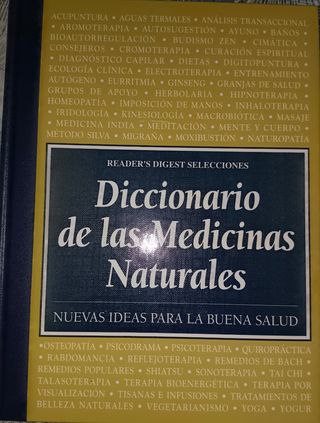 ACUPUNTURA • AGUAS TERMALES • ANÁLISIS TRANSACCIONAL
• AROMOTERAPIA • AUTOSUGESTIÓN • AYUNO • BAÑOS •
BIOAUTORREGULACIÓN • BUDISMO ZEN • CIMÁTICA •
CONSEJEROS • CROMOTERAPIA • CURACIÓN ESPIRITUAL
• DIAGNÓSTICO CAPILAR • DIETAS • DIGITOPUNTURA •
ECOLOGÍA CLÍNICA • ELECTROTERAPIA • ENTRENAMIENTO
AUTÓGENO • EURRITMIA • GINSENG • GRANJAS DE SALUD •
GRUPOS DE APOYO • HERBOLARIA • HIPNOTERAPIA •
HOMEOPATÍA • IMPOSICIÓN DE MANOS • INHALOTERAPIA
• IRIDOLOGÍA • KINESIOLOGÍA • MACROBIÓTICA • MASAJE
• MEDICINA INDIA • MEDITACIÓN • MENTE Y CUERPO •
MÉTODO SILVA • MIGRAÑA • MOXIBUSTIÓN • NATUROPATÍA
READER'S DIGEST SELECCIONES
Diccionario
de las Medicinas
Naturales
NUEVAS IDEAS PARA LA BUENA SALUD
• OSTEOPATÍA • PSICODRAMA • PSICOTERAPIA • QUIROPRÁCTICA
• RABDOMANCIA • REFLEJOTERAPIA • REMEDIOS DE BACH •
REMEDIOS POPULARES • SHIATSU • SONOTERAPIA • TAI CHI •
TALASOTERAPIA • TERAPIA BIOENERGÉTICA • TERAPIA POR
VISUALIZACIÓN • TISANAS E INFUSIONES • TRATAMIENTOS DE
BELLEZA NATURALES • VEGETARIANISMO • YOGA • YOGUR